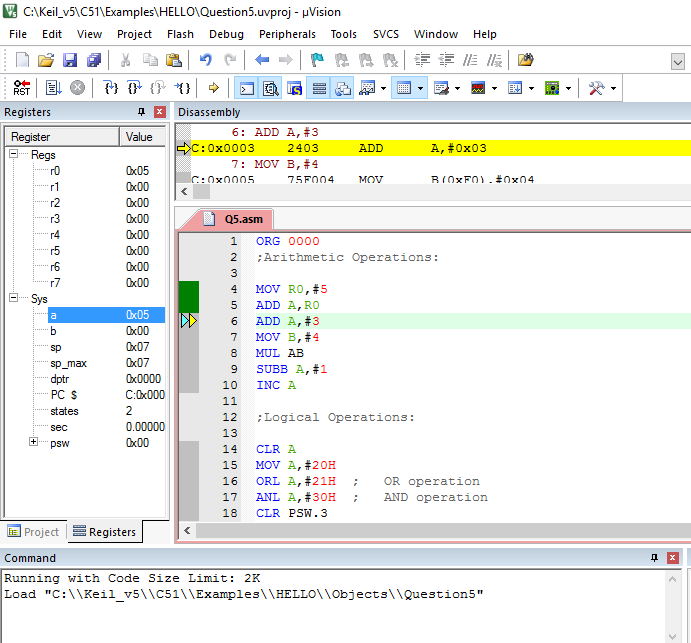 C:\Keil_v5\C51\Examples\HELLO\Question5.uvproj - µVision
File Edit View Project Flash Debug Peripherals Tools SVCS Window Help
RST
Registers
Register Value
Regs
r0 0x05
r1 0x00
r2 0x00
r3 0x00
r4 0x00
r5 0x00
r6 0x00
r7 0x00
Sys
a 0x05
b 0x00
sp 0x07
sp_max 0x07
dptr 0x0000
PC $ C:0x000
states 2
sec 0.00000
psw 0x00
Project Registers
Disassembly
6: ADD A,#3
C:0x0003 2403 ADD A,#0x03
7: MOV B,#4
C:0x0005 75F004 MOV B(0xF0),#0x04
Q5.asm
1 ORG 0000
2 ;Arithmetic Operations:
3
4 MOV R0,#5
5 ADD A,R0
6 ADD A,#3
7 MOV B,#4
8 MUL AB
9 SUBB A,#1
10 INC A
11
12 ;Logical Operations:
13
14 CLR A
15 MOV A,#20H
16 ORL A,#21H ; OR operation
17 ANL A,#30H ; AND operation
18 CLR PSW.3
Command
Running with Code Size Limit: 2K
Load "C:\\Keil_v5\\C51\\Examples\\HELLO\\Objects\\Question5"